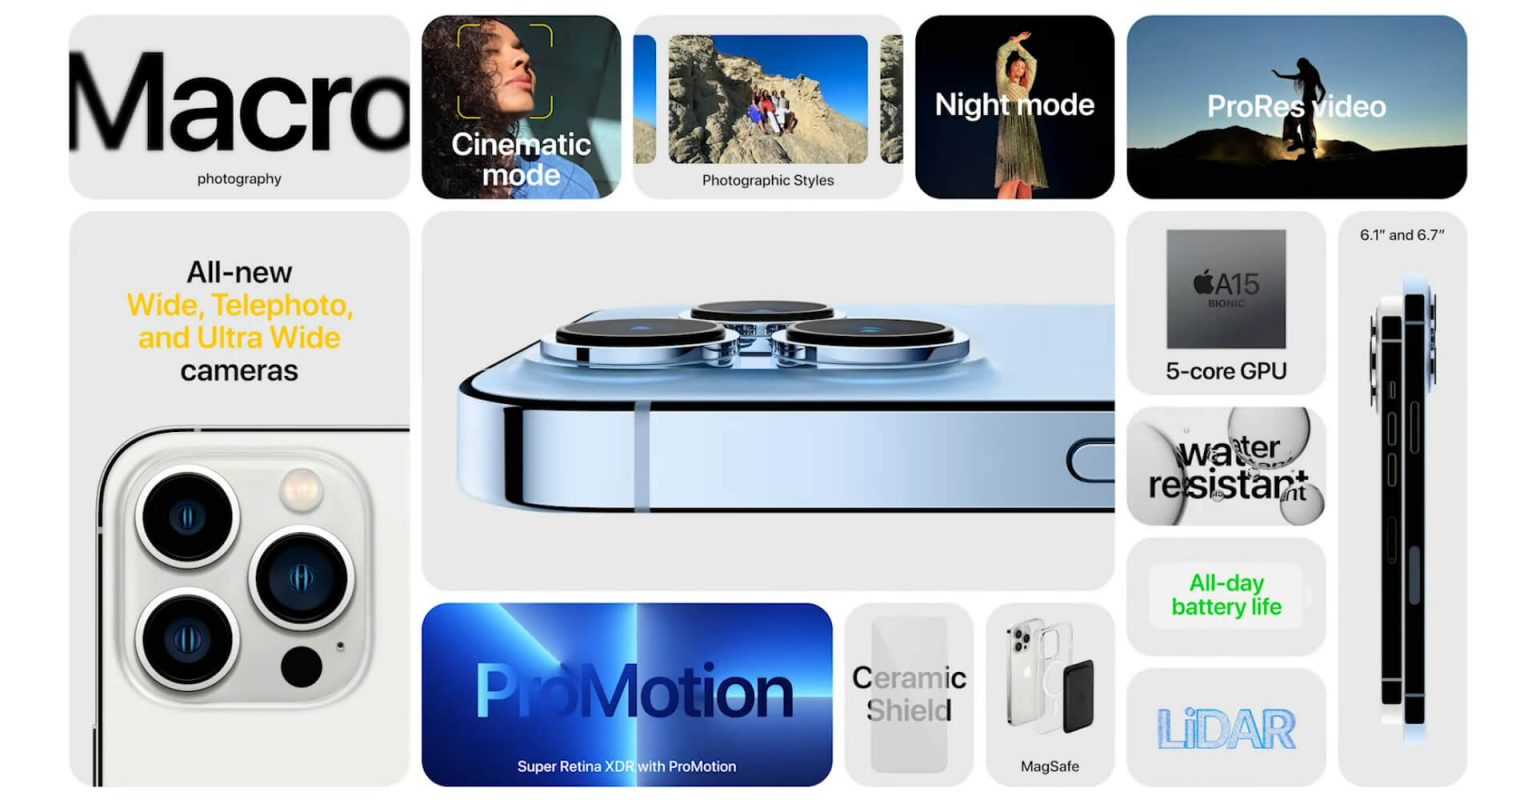 Macro
photography
Cinematic
mode
Photographic Styles
Night mode
ProRes video
All-new
Wide, Telephoto,
and Ultra Wide
cameras
A15
BIONIC
5-core GPU
6.1” and 6.7”
water
resistant
All-day
battery life
ProMotion
Super Retina XDR with ProMotion
Ceramic
Shield
MagSafe
LiDAR